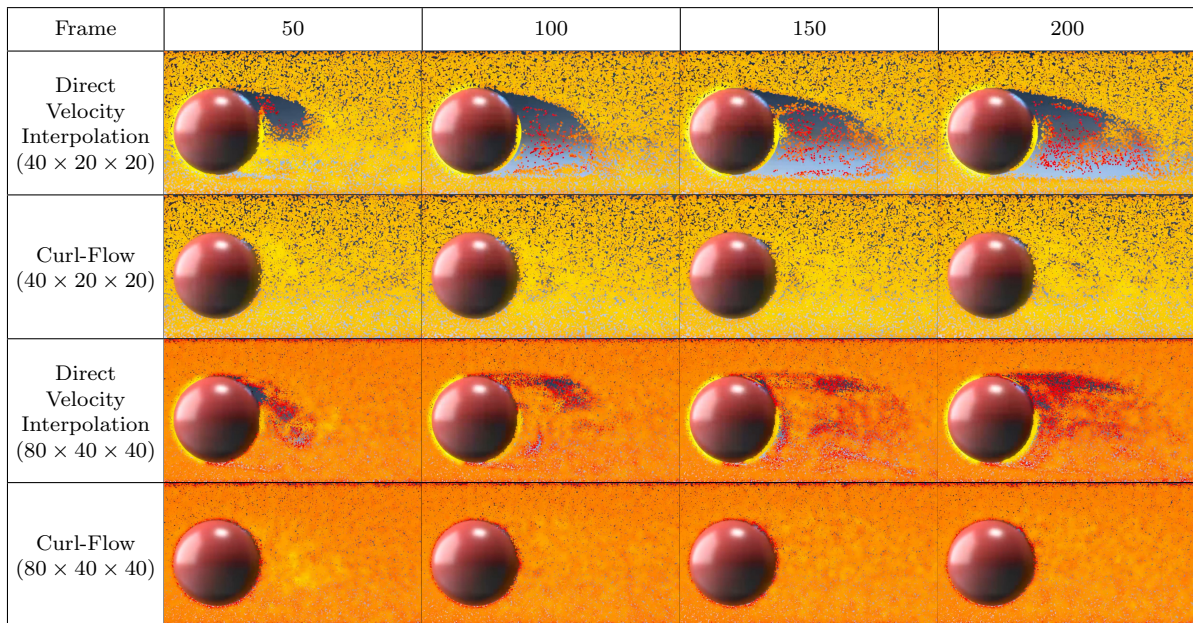 Frame 50 100 150 200
Direct
Velocity
Interpolation
(40 × 20 × 20)
Curl-Flow
(40 × 20 × 20)
Direct
Velocity
Interpolation
(80 × 40 × 40)
Curl-Flow
(80 × 40 × 40)